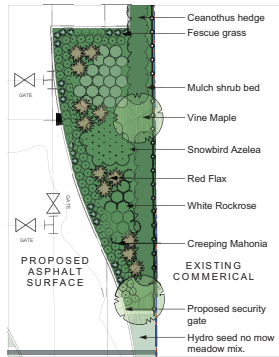 Ceanothus hedge
Fescue grass
Mulch shrub bed
GATE
Vine Maple
Snowbird Azelea
Red Flax
GATE
White Rockrose
GATE
Creeping Mahonia
PROPOSED
ASPHALT
SURFACE
EXISTING
COMMERICAL
Proposed security
gate
Hydro seed no mow
meadow mix.